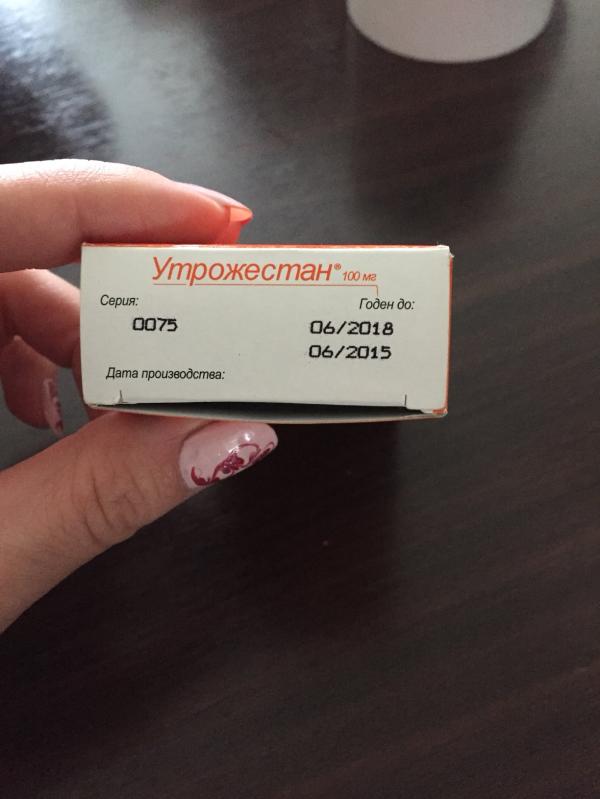 Утрожестан® 100 мг
Серия: Годен до:
0075 06/2018
06/2015
Дата производства: